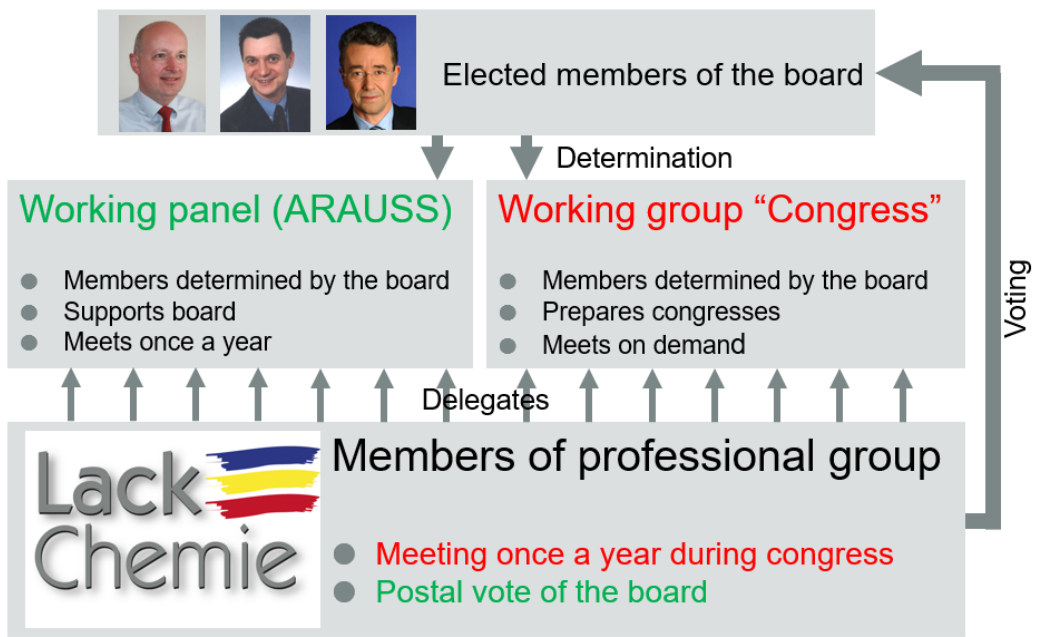 Elected members of the board
Determination
Working panel (ARAUSS)
Members determined by the board
Supports board
Meets once a year
Working group “Congress”
Members determined by the board
Prepares congresses
Meets on demand
Voting
Delegates
Lack
Chemie
Members of professional group
Meeting once a year during congress
Postal vote of the board